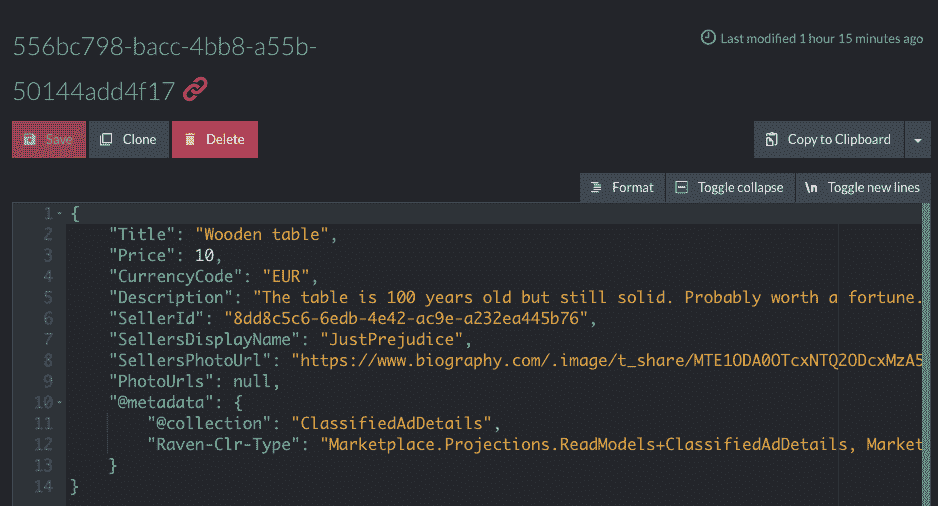 556bc798-bacc-4bb8-a55b-
50144add4f17
Last modified 1 hour 15 minutes ago
Save Clone Delete Copy to Clipboard
Format Toggle collapse \n Toggle new lines
1 {
2 "Title": "Wooden table",
3 "Price": 10,
4 "CurrencyCode": "EUR",
5 "Description": "The table is 100 years old but still solid. Probably worth a fortune.
6 "SellerId": "8dd8c5c6-6edb-4e42-ac9e-a232ea445b76",
7 "SellersDisplayName": "JustPrejudice",
8 "SellersPhotoUrl": "https://www.biography.com/.image/t_share/MTE1ODA0OTcxNTQ2ODcxMzA5
9 "PhotoUrls": null,
10 "@metadata": {
11 "@collection": "ClassifiedAdDetails",
12 "Raven-Clr-Type": "Marketplace.Projections.ReadModels+ClassifiedAdDetails, Market
13 }
14 }